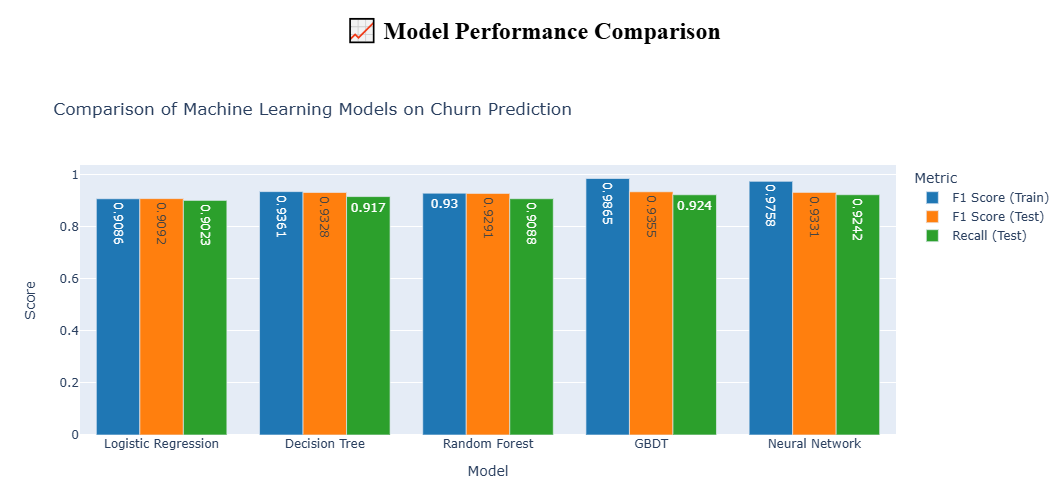 📈 Model Performance Comparison
Comparison of Machine Learning Models on Churn Prediction
Metric
F1 Score (Train)
F1 Score (Test)
Recall (Test)
Score
1
0.8
0.6
0.4
0.2
0
0.9086
0.9092
0.9023
0.9361
0.9328
0.917
0.93
0.9291
0.9088
0.9865
0.9355
0.924
0.9758
0.9331
0.9242
Logistic Regression
Decision Tree
Random Forest
GBDT
Neural Network
Model